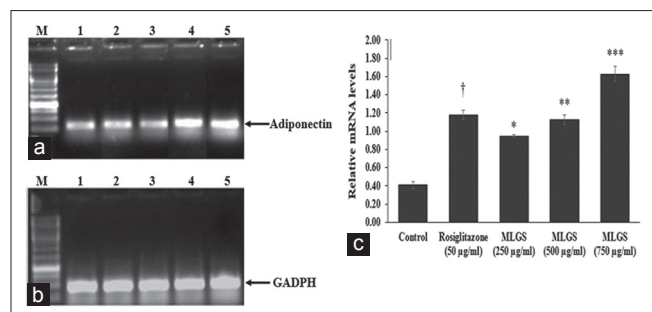 M 1 2 3 4 5
Adiponectin
a
M 1 2 3 4 5
GADPH
b
Relative mRNA levels
2.00
1.80
1.60
1.40
1.20
1.00
0.80
0.60
0.40
0.20
0.00
†
*
**
***
Control
Rosiglitazone
(50 µg/ml)
MLGS
(250 µg/ml)
MLGS
(500 µg/ml)
MLGS
(750 µg/ml)
c